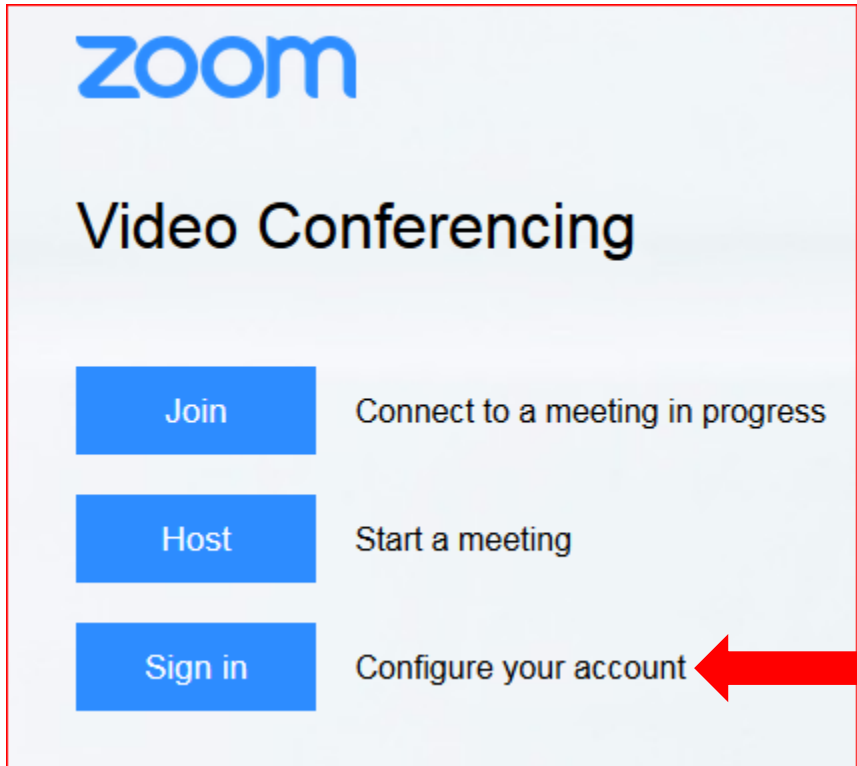 zoom
Video Conferencing
Join Connect to a meeting in progress
Host Start a meeting
Sign in Configure your account